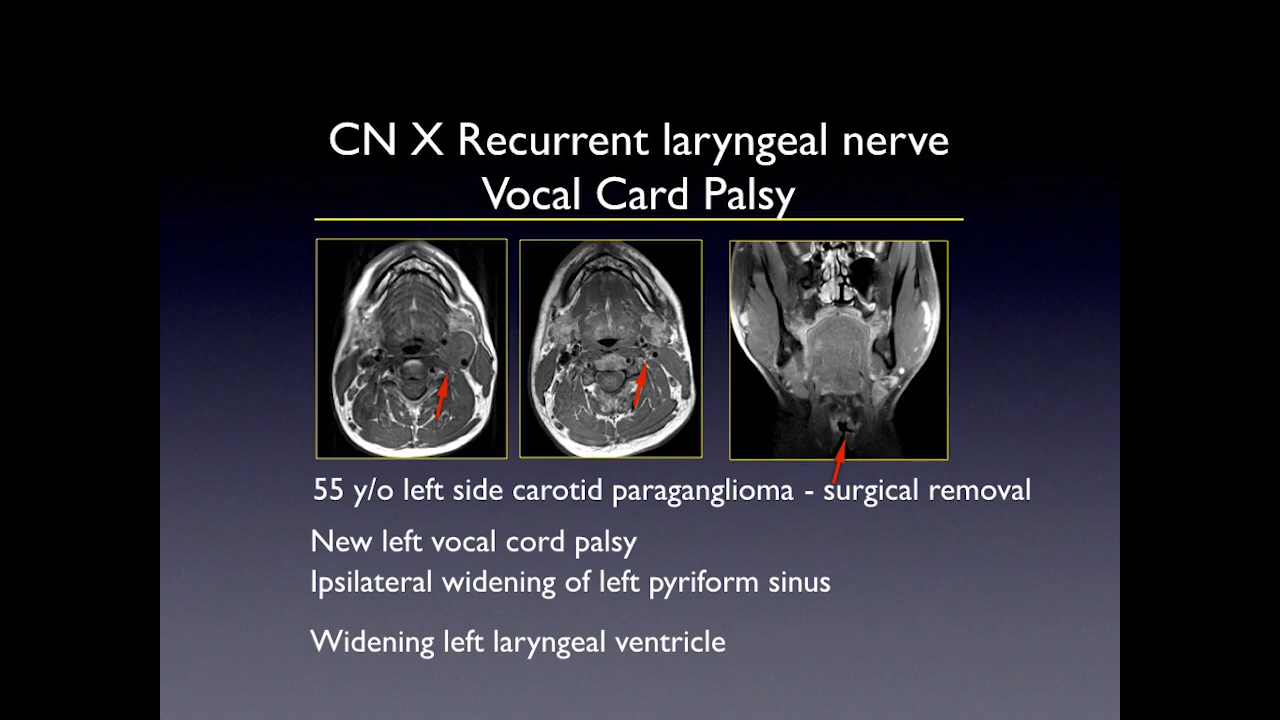 CN X Recurrent laryngeal nerve
Vocal Card Palsy
55 y/o left side carotid paraganglioma - surgical removal
New left vocal cord palsy
Ipsilateral widening of left pyriform sinus
Widening left laryngeal ventricle